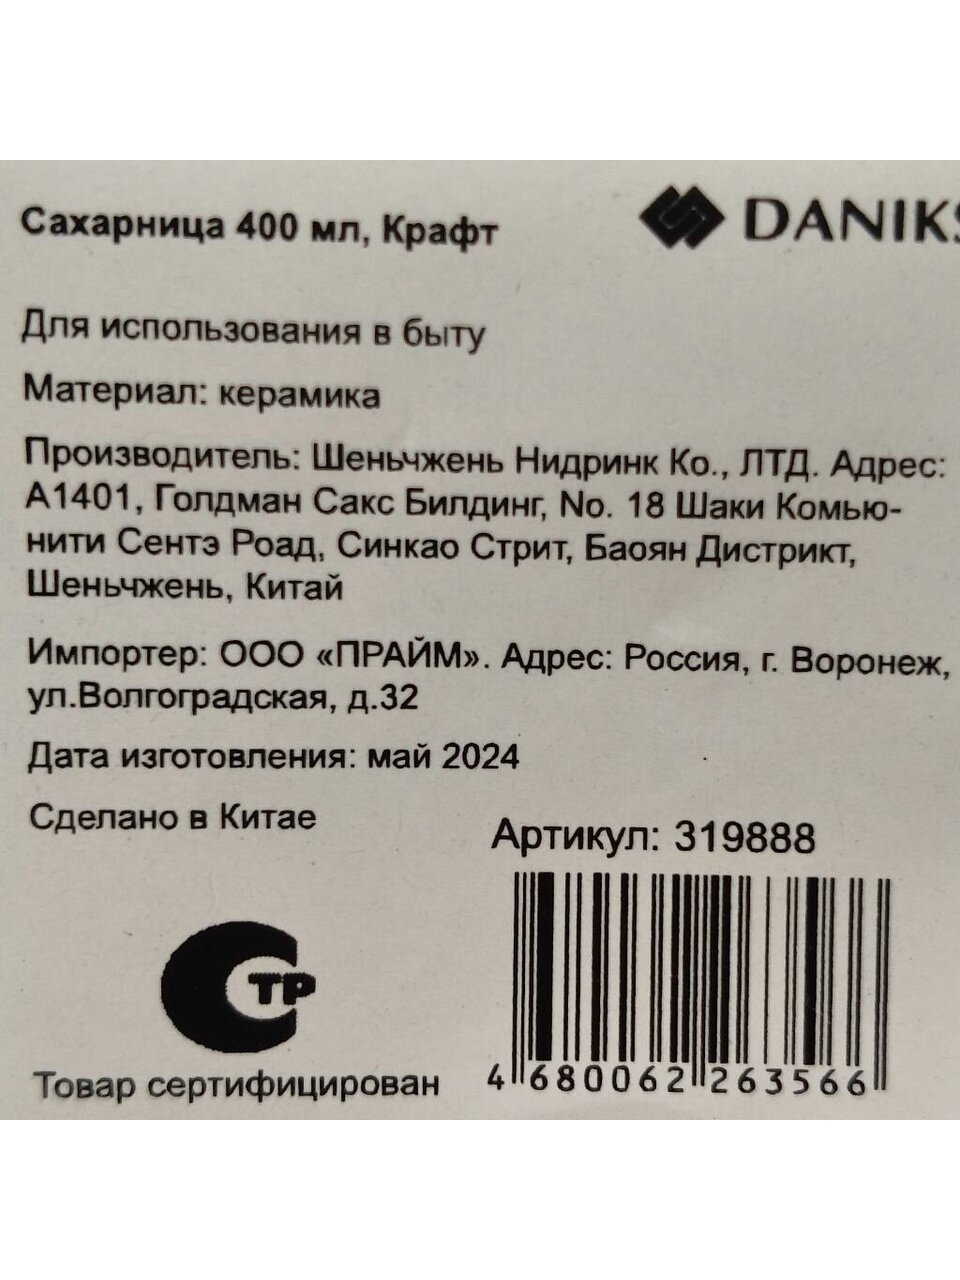 Сахарница 400 мл, Крафт
DANIKS
Для использования в быту
Материал: керамика
Производитель: Шеньчжень Нидринк Ко., ЛТД. Адрес:
А1401, Голдман Сакс Билдинг, No. 18 Шаки Комью-
нити Сентэ Роад, Синкао Стрит, Баоян Дистрикт,
Шеньчжень, Китай
Импортер: ООО «ПРАЙМ». Адрес: Россия, г. Воронеж,
ул.Волгоградская, д.32
Дата изготовления: май 2024
Сделано в Китае
Артикул: 319888
ТР
Товар сертифицирован
4 680062 263566